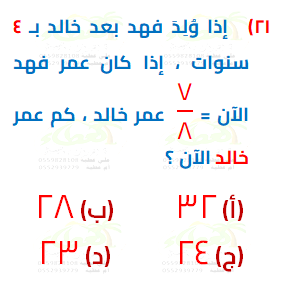 ٢١) إذا وُلِدَ فهد بعد خالد بـ ٤
سنوات ، إذا كان عمر فهد
الآن = ٧/٨ عمر خالد ، كم عمر
خالد الآن ؟
(أ) ٣٢ (ب) ٢٨
(ج) ٢٤ (د) ٢٣